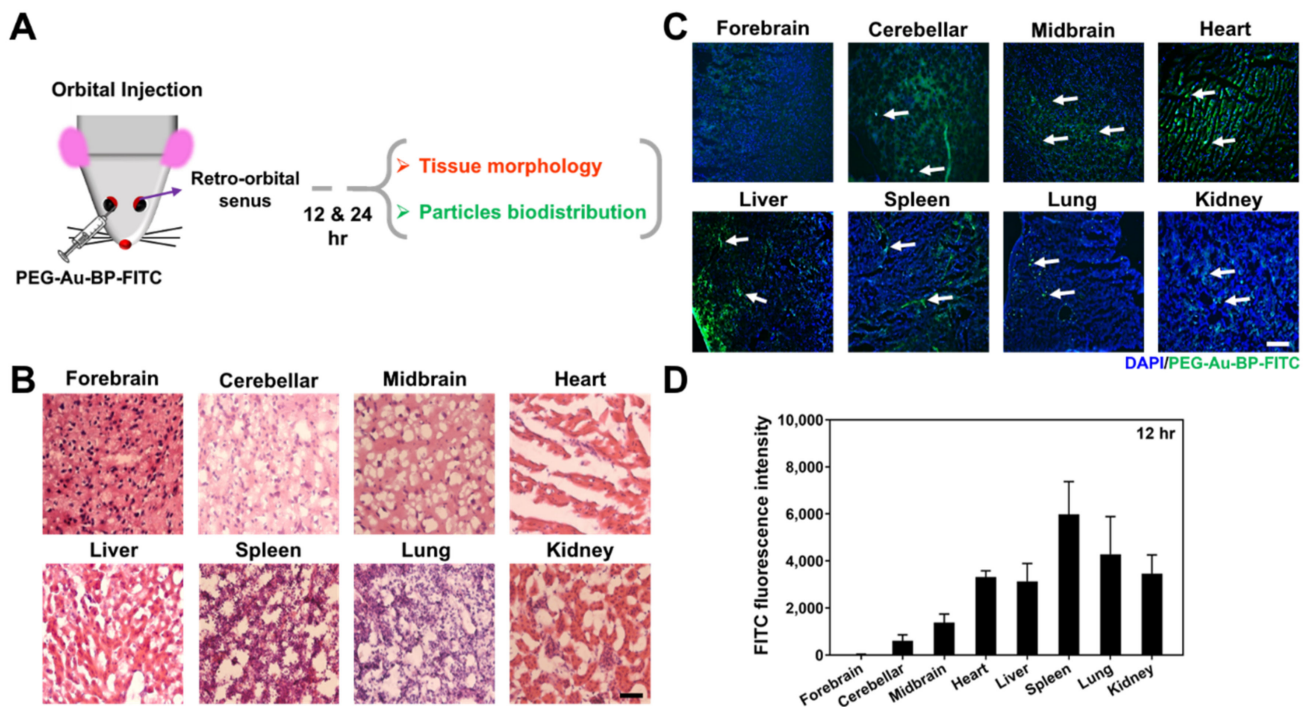 A
Orbital Injection
Retro-orbital
senus
PEG-Au-BP-FITC
12 & 24
hr
➢ Tissue morphology
➢ Particles biodistribution
B
Forebrain Cerebellar Midbrain Heart
Liver Spleen Lung Kidney
C
Forebrain Cerebellar Midbrain Heart
Liver Spleen Lung Kidney
DAPI/PEG-Au-BP-FITC
D
FITC fluorescence intensity
10,000
8,000
6,000
4,000
2,000
0
12 hr
Forebrain Cerebellar Midbrain Heart Liver Spleen Lung Kidney